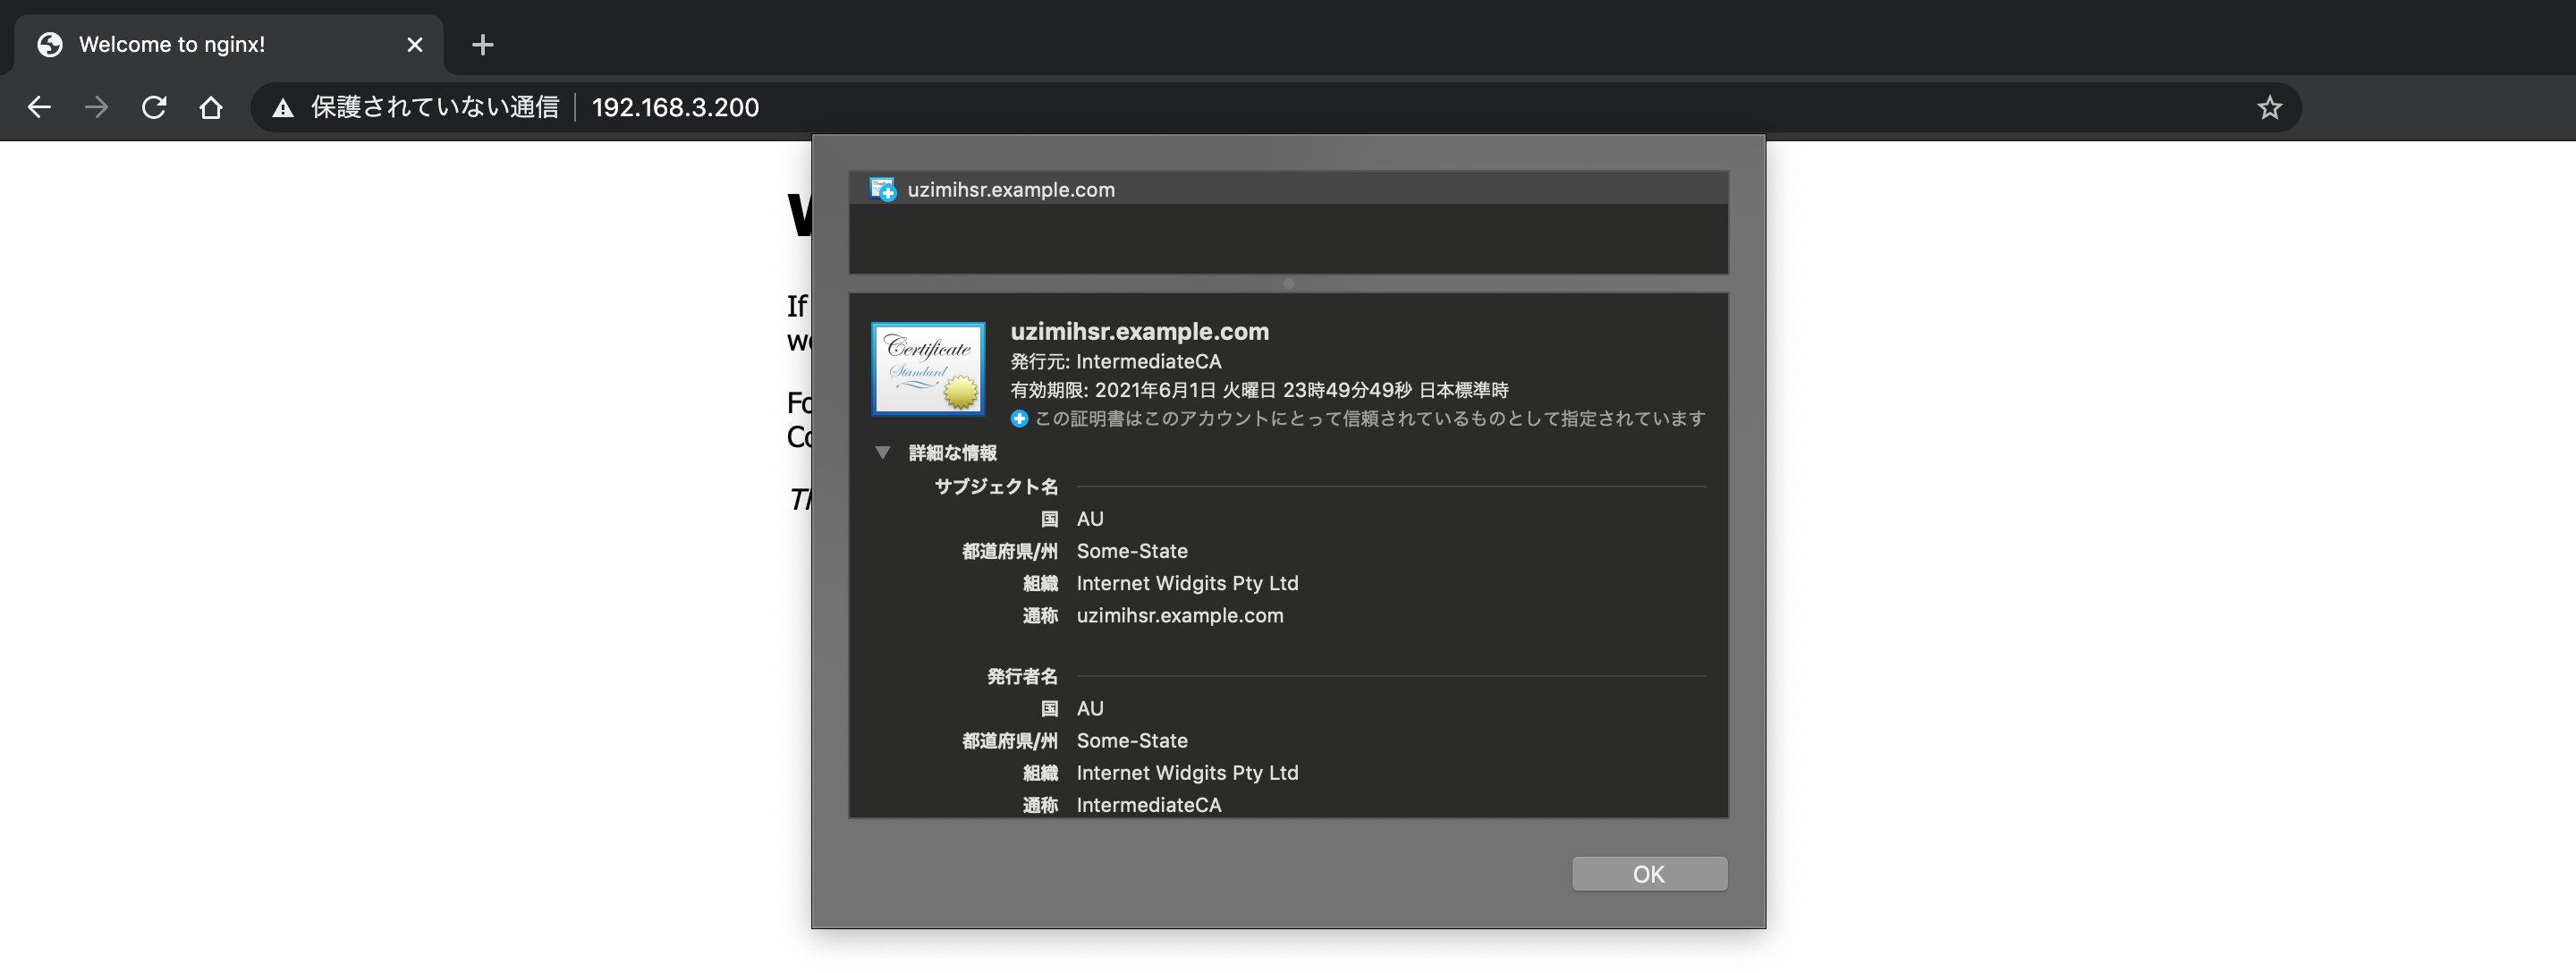 Welcome to nginx!
保護されていない通信 192.168.3.200
uzimihsr.example.com
If
Certificate
Standard
uzimihsr.example.com
発行元: IntermediateCA
有効期限: 2021年6月1日 火曜日 23時49分49秒 日本標準時
この証明書はこのアカウントにとって信頼されているものとして指定されています
詳細な情報
サブジェクト名
国 AU
都道府県/州 Some-State
組織 Internet Widgits Pty Ltd
通称 uzimihsr.example.com
発行者名
国 AU
都道府県/州 Some-State
組織 Internet Widgits Pty Ltd
通称 IntermediateCA
OK